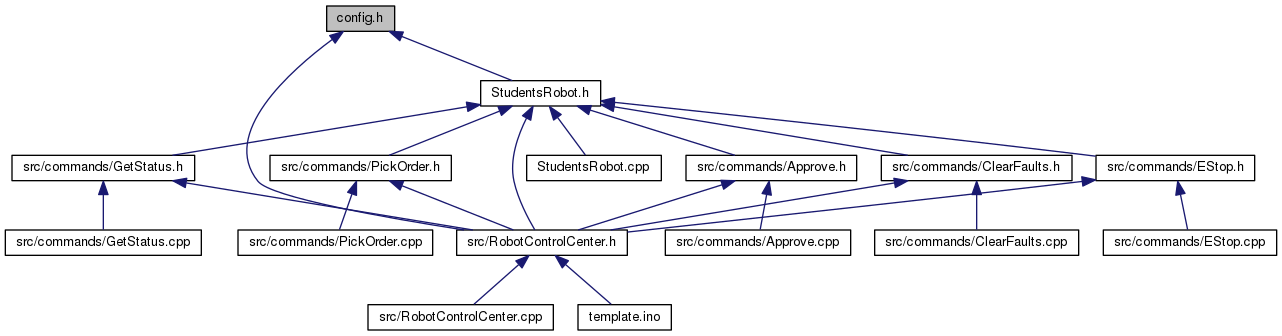 config.h
StudentsRobot.h
src/commands/GetStatus.h
src/commands/PickOrder.h
StudentsRobot.cpp
src/commands/Approve.h
src/commands/ClearFaults.h
src/commands/EStop.h
src/commands/GetStatus.cpp
src/commands/PickOrder.cpp
src/RobotControlCenter.h
src/commands/Approve.cpp
src/commands/ClearFaults.cpp
src/commands/EStop.cpp
src/RobotControlCenter.cpp
template.ino